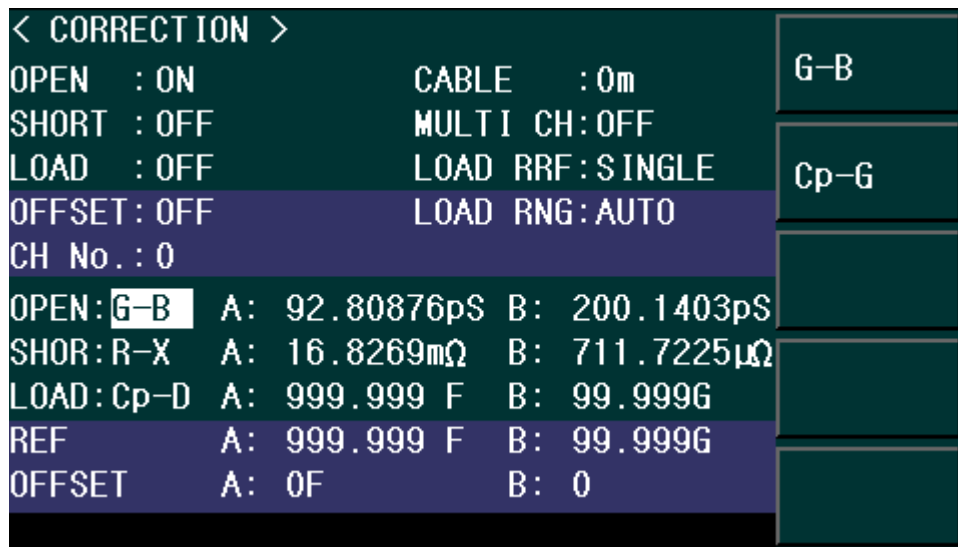 < CORRECTION >
OPEN :ON CABLE :0m
SHORT :OFF MULTI CH:OFF
LOAD :OFF LOAD RRF:SINGLE
OFFSET:OFF LOAD RNG:AUTO
CH No.:0
OPEN:G-B A: 92.80876pS B: 200.1403pS
SHOR:R-X A: 16.8269mΩ B: 711.7225µΩ
LOAD:Cp-D A: 999.999 F B: 99.999G
REF A: 999.999 F B: 99.999G
OFFSET A: 0F B: 0
G-B
Cp-G